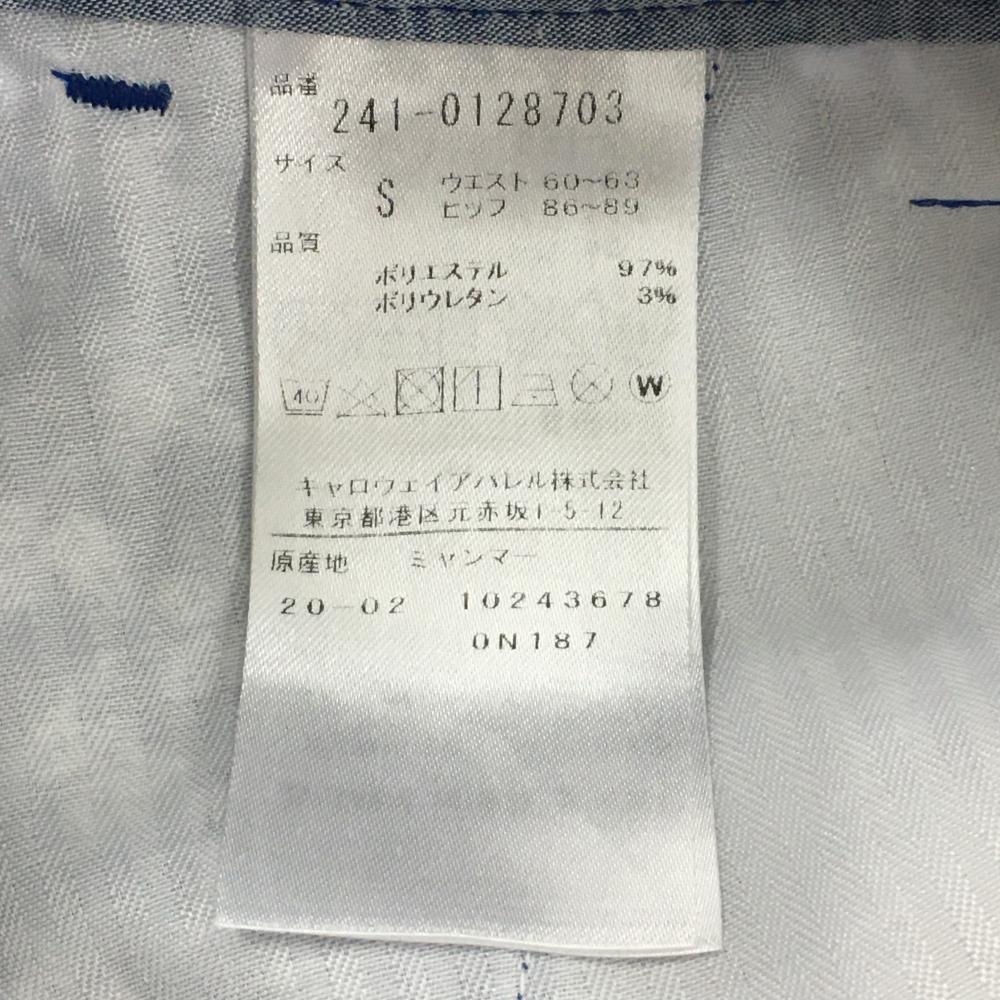 品番
241-0128703
サイズ
S ウエスト 60~63
ヒップ 86~89
品質
ポリエステル 97%
ポリウレタン 3%
40 W
キャロウェイアパレル株式会社
東京都港区元赤坂1-5-12
原産地 ミャンマー
20-02 10243678
0N187